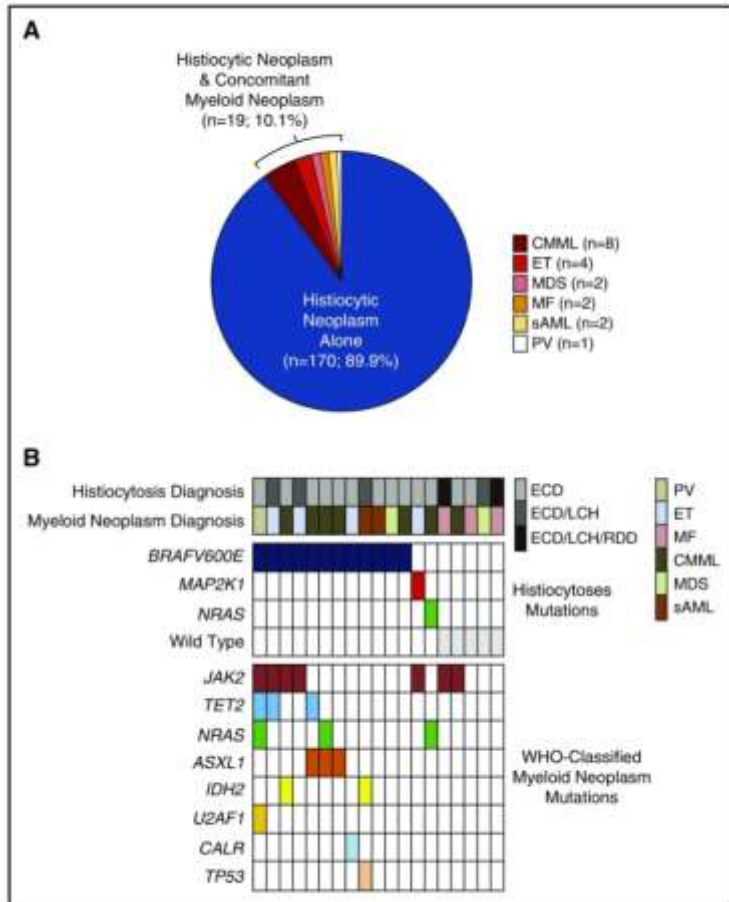 A
Histiocytic Neoplasm
& Concomitant
Myeloid Neoplasm
(n=19; 10.1%)
Histiocytic
Neoplasm
Alone
(n=170; 89.9%)
CMML (n=8)
ET (n=4)
MDS (n=2)
MF (n=2)
sAML (n=2)
PV (n=1)
B
Histiocytosis Diagnosis
Myeloid Neoplasm Diagnosis
ECD
ECD/LCH
ECD/LCH/RDD
PV
ET
MF
CMML
MDS
sAML
BRAFV600E
MAP2K1
NRAS
Wild Type
Histiocytoses
Mutations
JAK2
TET2
NRAS
ASXL1
IDH2
U2AF1
CALR
TP53
WHO-Classified
Myeloid Neoplasm
Mutations